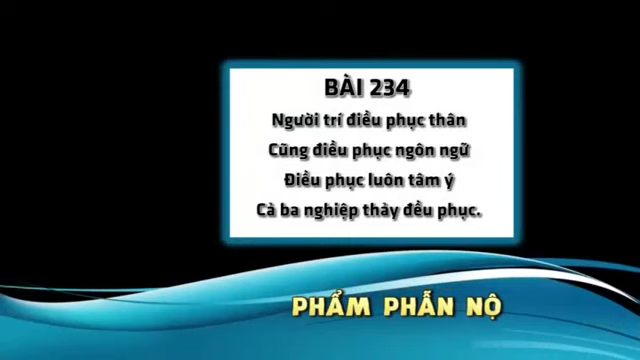 BÀI 234
Người trí điều phục thân
Cũng điều phục ngôn ngữ
Điều phục luôn tâm ý
Cả ba nghiệp thảy đều phục.
PHẨM PHẪN NỘ